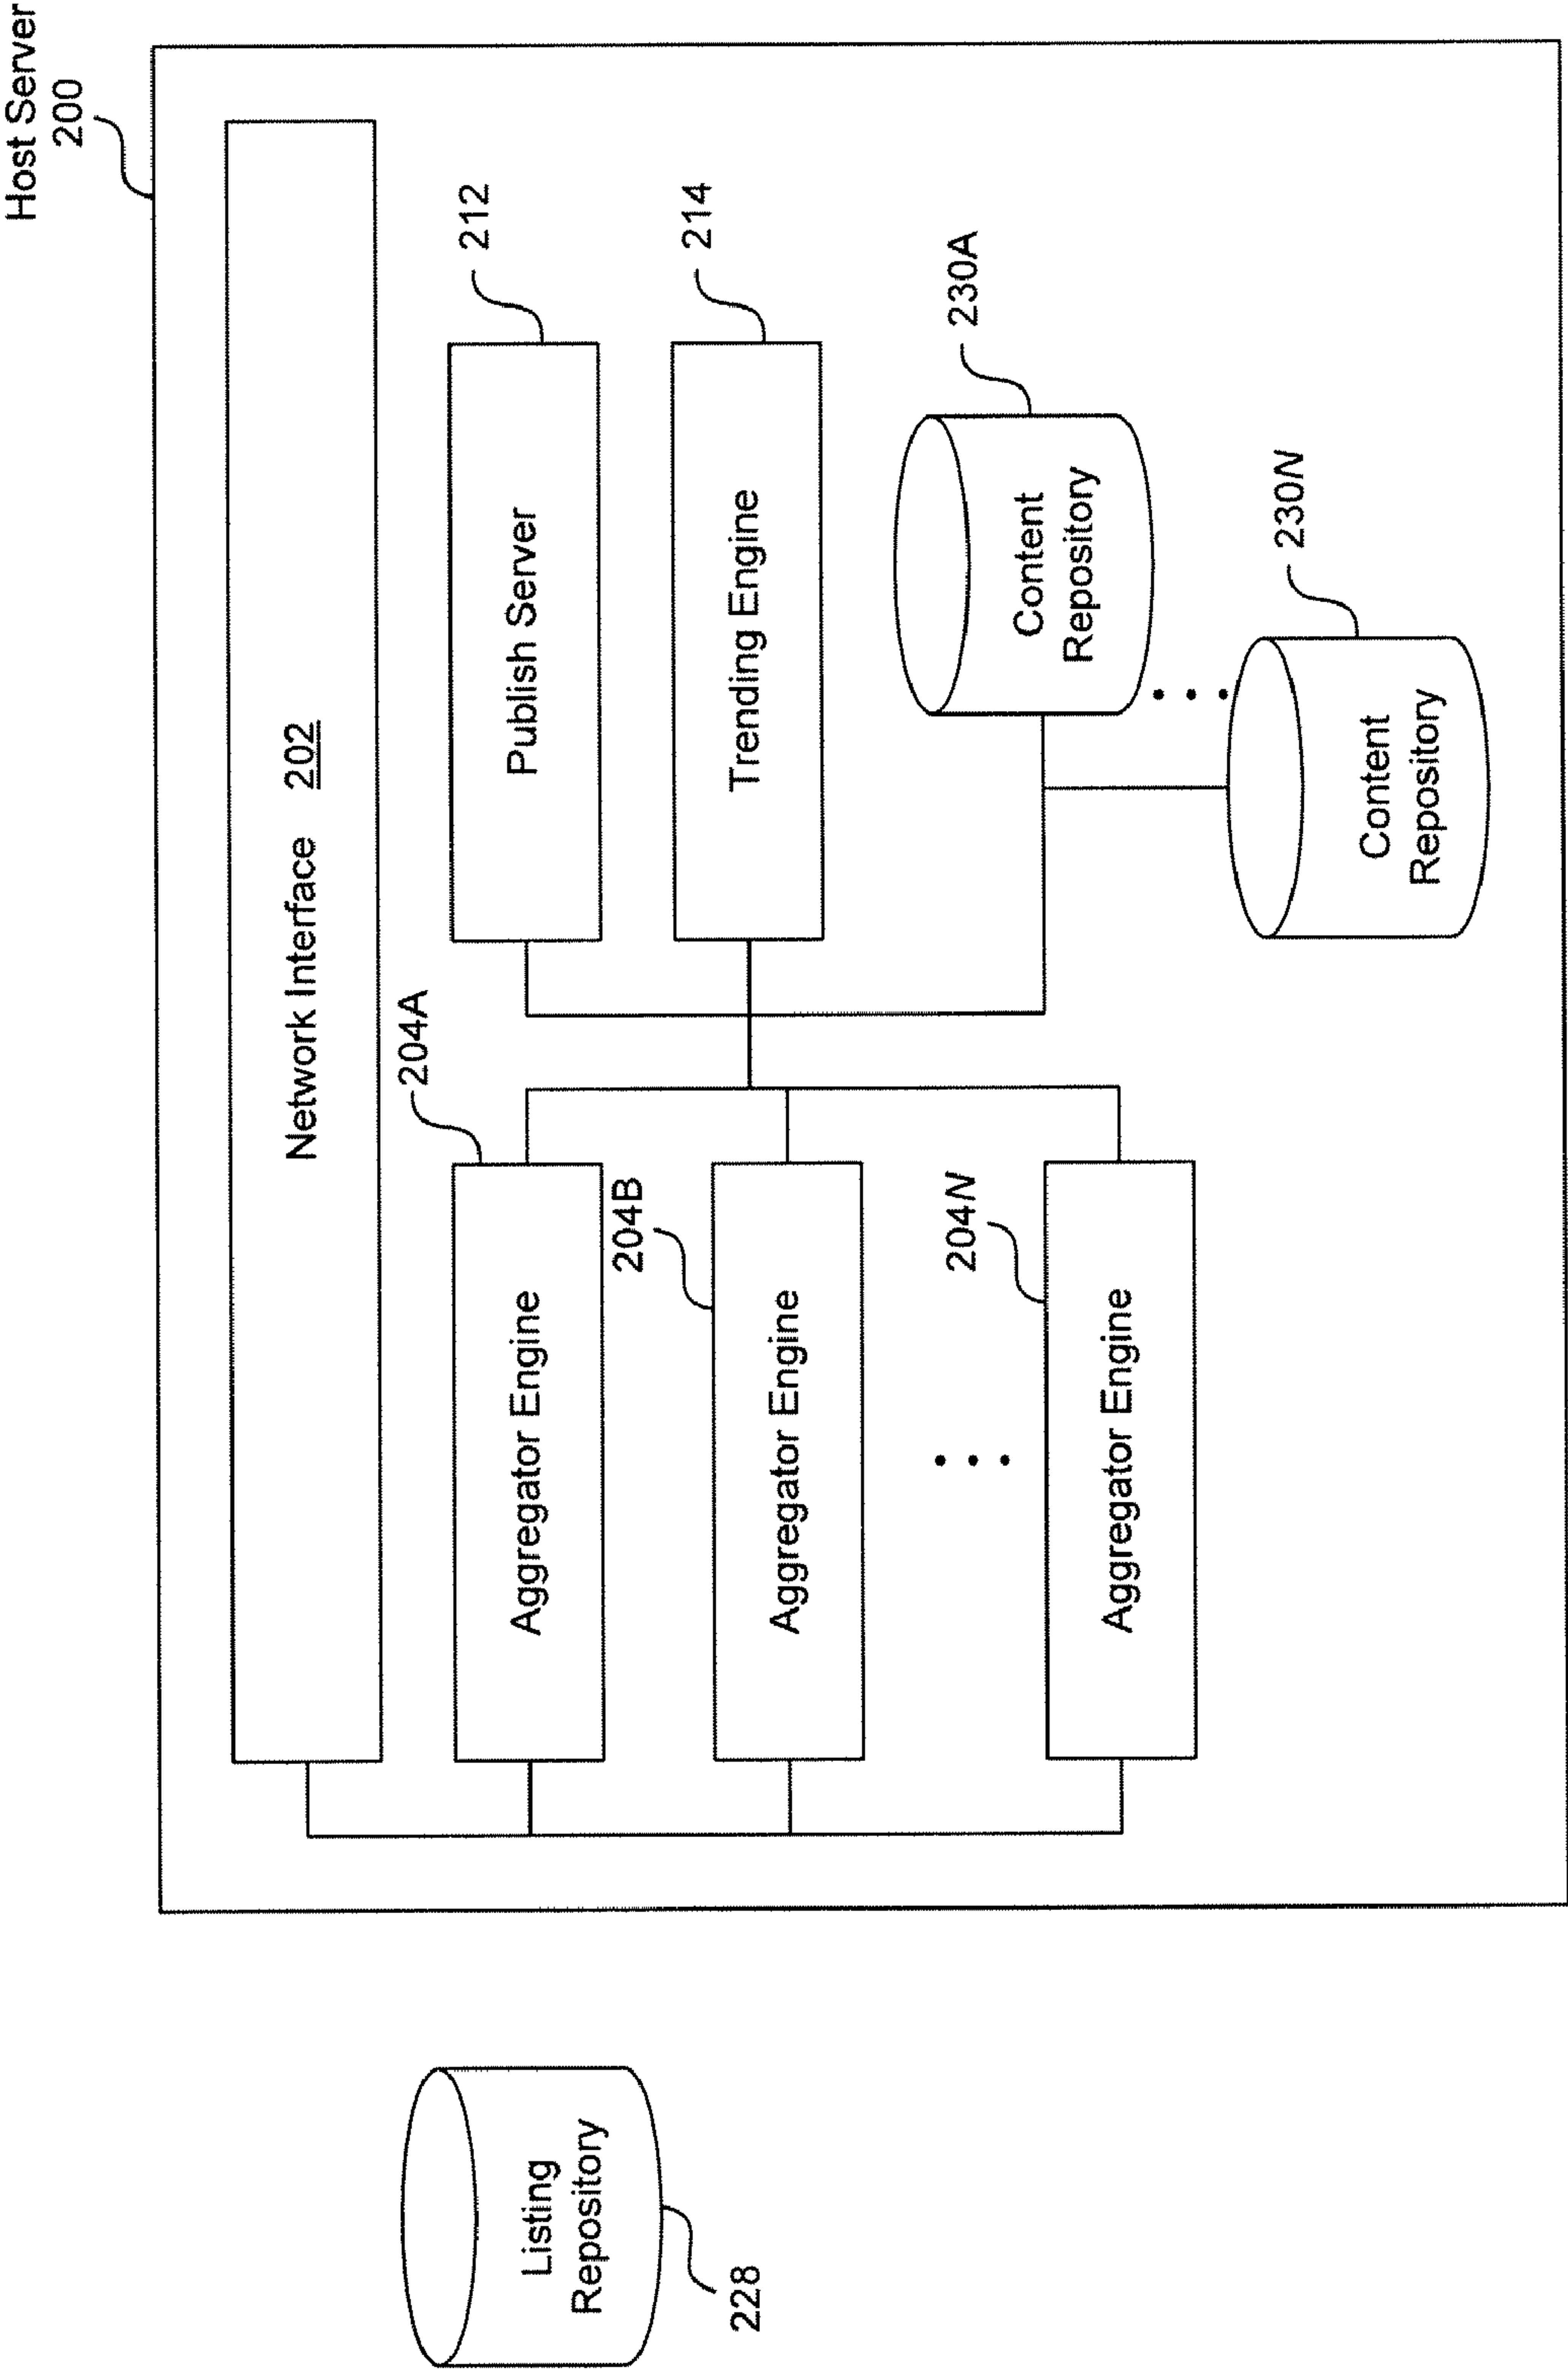 Host Server
200
Network Interface 202
204A
Aggregator Engine
204B
Aggregator Engine
204N
Aggregator Engine
212
Publish Server
214
Trending Engine
230A
Content
Repository
230N
Content
Repository
Listing
Repository
228